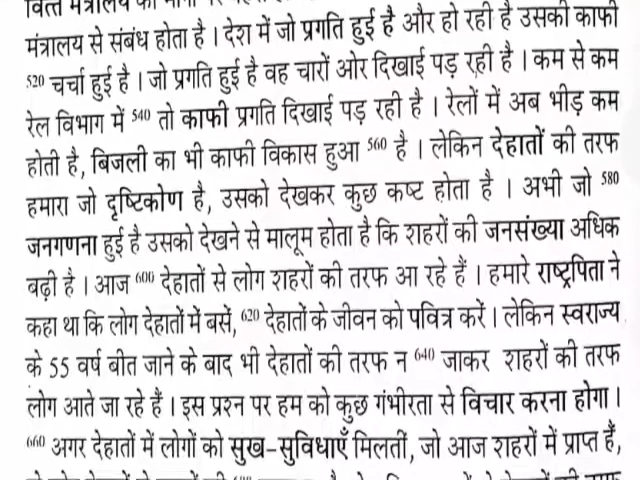 वित्त मंत्रालय
मंत्रालय से संबंध होता है । देश में जो प्रगति हुई है और हो रही है उसकी काफी
520 चर्चा हुई है । जो प्रगति हुई है वह चारों ओर दिखाई पड़ रही है । कम से कम
रेल विभाग में 540 तो काफी प्रगति दिखाई पड़ रही है । रेलों में अब भीड़ कम
होती है, बिजली का भी काफी विकास हुआ 560 है । लेकिन देहातों की तरफ
हमारा जो दृष्टिकोण है, उसको देखकर कुछ कष्ट होता है । अभी जो 580
जनगणना हुई है उसको देखने से मालूम होता है कि शहरों की जनसंख्या अधिक
बढ़ी है । आज 600 देहातों से लोग शहरों की तरफ आ रहे हैं । हमारे राष्ट्रपिता ने
कहा था कि लोग देहातों में बसें, 620 देहातों के जीवन को पवित्र करें । लेकिन स्वराज्य
के 55 वर्ष बीत जाने के बाद भी देहातों की तरफ न 640 जाकर शहरों की तरफ
लोग आते जा रहे हैं । इस प्रश्न पर हम को कुछ गंभीरता से विचार करना होगा ।
660 अगर देहातों में लोगों को सुख-सुविधाएँ मिलतीं, जो आज शहरों में प्राप्त हैं,